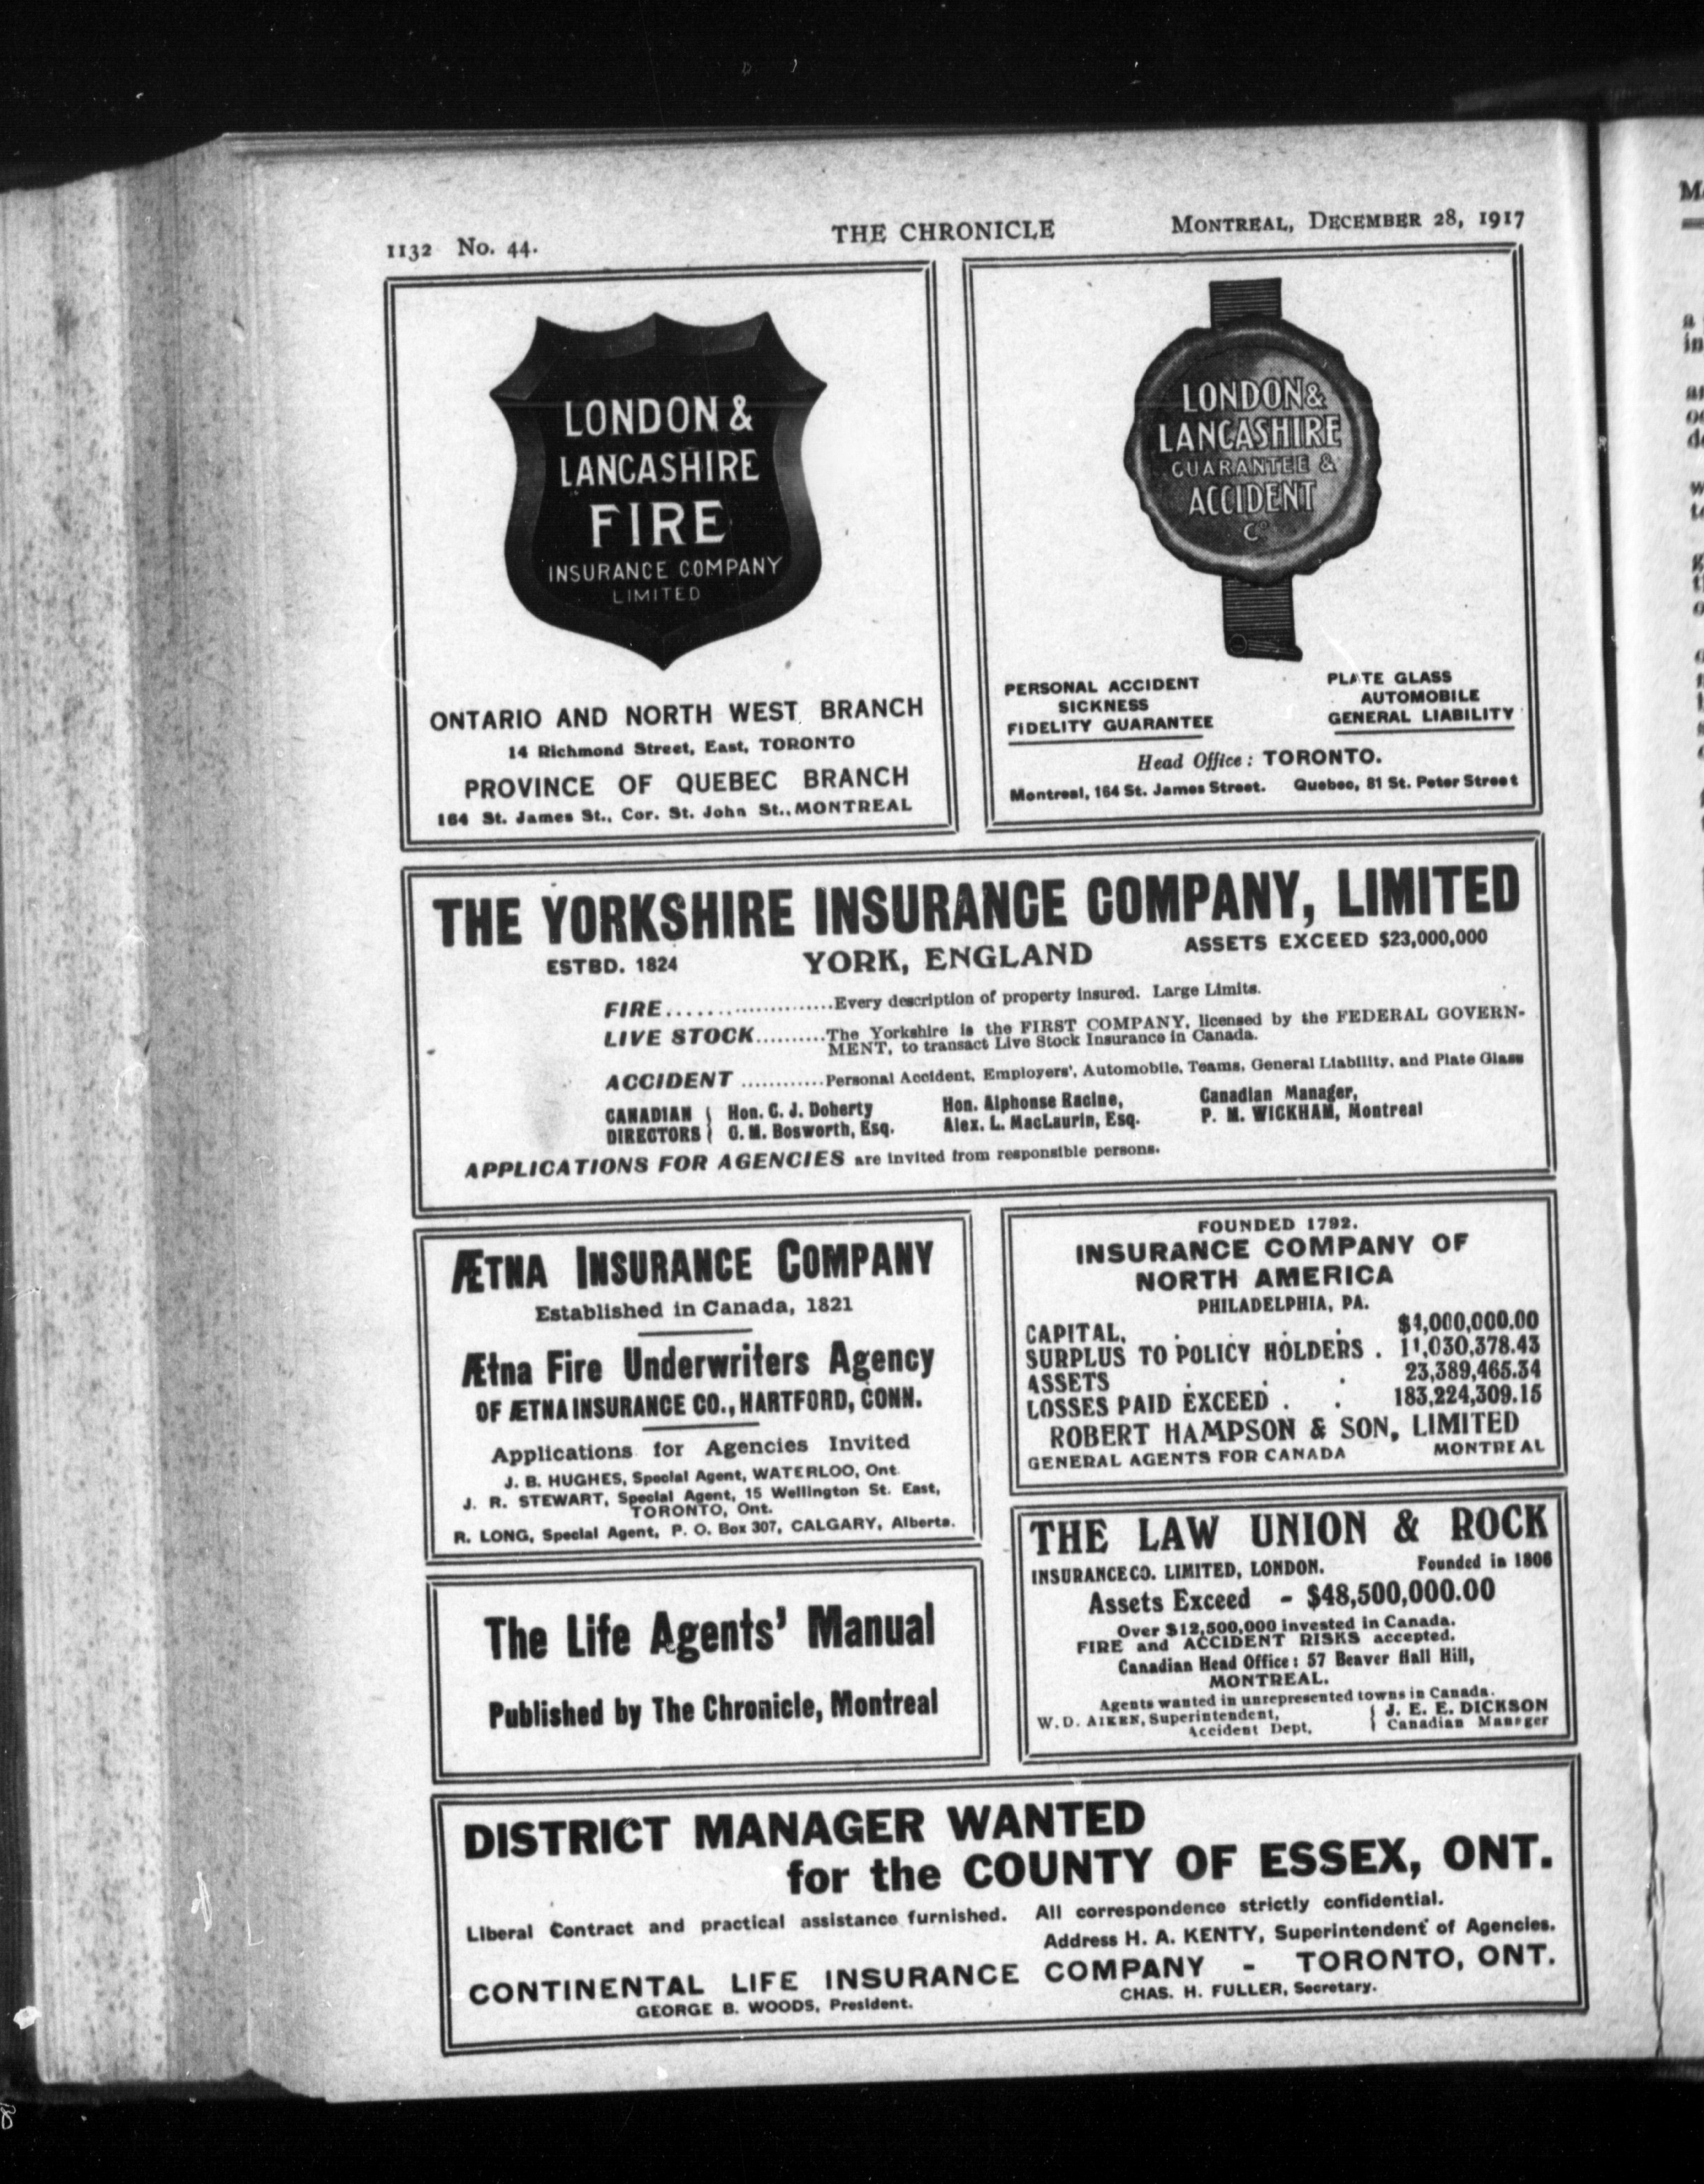 1132 No. 44.
THE CHRONICLE
MONTREAL, DECEMBER 28, 1917
LONDON &
LANCASHIRE
FIRE
INSURANCE COMPANY
LIMITED
ONTARIO AND NORTH WEST BRANCH
14 Richmond Street, East, TORONTO
PROVINCE OF QUEBEC BRANCH
164 St. James St., Cor. St. John St., MONTREAL
LONDON &
LANCASHIRE
GUARANTEE &
ACCIDENT
Co
PERSONAL ACCIDENT
SICKNESS
FIDELITY GUARANTEE
PLATE GLASS
AUTOMOBILE
GENERAL LIABILITY
Head Office: TORONTO.
Montreal, 164 St. James Street. Quebec, 81 St. Peter Street
THE YORKSHIRE INSURANCE COMPANY, LIMITED
ESTBD. 1824 YORK, ENGLAND ASSETS EXCEED $23,000,000
FIRE....................Every description of property insured. Large Limits.
LIVE STOCK..........The Yorkshire is the FIRST COMPANY, licensed by the FEDERAL GOVERN-
MENT, to transact Live Stock Insurance in Canada.
ACCIDENT............Personal Accident, Employers', Automobile, Teams, General Liability, and Plate Glass
CANADIAN { Hon. C. J. Doherty Hon. Alphonse Racine, Canadian Manager,
DIRECTORS { G. M. Bosworth, Esq. Alex. L. MacLaurin, Esq. P. M. WICKHAM, Montreal
APPLICATIONS FOR AGENCIES are invited from responsible persons.
ÆTNA INSURANCE COMPANY
Established in Canada, 1821
Ætna Fire Underwriters Agency
OF ÆTNA INSURANCE CO., HARTFORD, CONN.
Applications for Agencies Invited
J. B. HUGHES, Special Agent, WATERLOO, Ont.
J. R. STEWART, Special Agent, 15 Wellington St. East,
TORONTO, Ont.
R. LONG, Special Agent, P. O. Box 307, CALGARY, Alberta.
FOUNDED 1792.
INSURANCE COMPANY OF
NORTH AMERICA
PHILADELPHIA, PA.
CAPITAL, . . . . $4,000,000.00
SURPLUS TO POLICY HOLDERS . 11,030,378.43
ASSETS . . . 23,389,465.34
LOSSES PAID EXCEED . . 183,224,309.15
ROBERT HAMPSON & SON, LIMITED
GENERAL AGENTS FOR CANADA MONTREAL
The Life Agents' Manual
Published by The Chronicle, Montreal
THE LAW UNION & ROCK
INSURANCE CO. LIMITED, LONDON. Founded in 1806
Assets Exceed - $48,500,000.00
Over $12,500,000 invested in Canada.
FIRE and ACCIDENT RISKS accepted.
Canadian Head Office: 57 Beaver Hall Hill,
MONTREAL.
Agents wanted in unrepresented towns in Canada.
W. D. AIKEN, Superintendent, { J. E. E. DICKSON
Accident Dept, { Canadian Manager
DISTRICT MANAGER WANTED
for the COUNTY OF ESSEX, ONT.
Liberal Contract and practical assistance furnished. All correspondence strictly confidential.
Address H. A. KENTY, Superintendent of Agencies.
CONTINENTAL LIFE INSURANCE COMPANY - TORONTO, ONT.
GEORGE B. WOODS, President. CHAS. H. FULLER, Secretary.